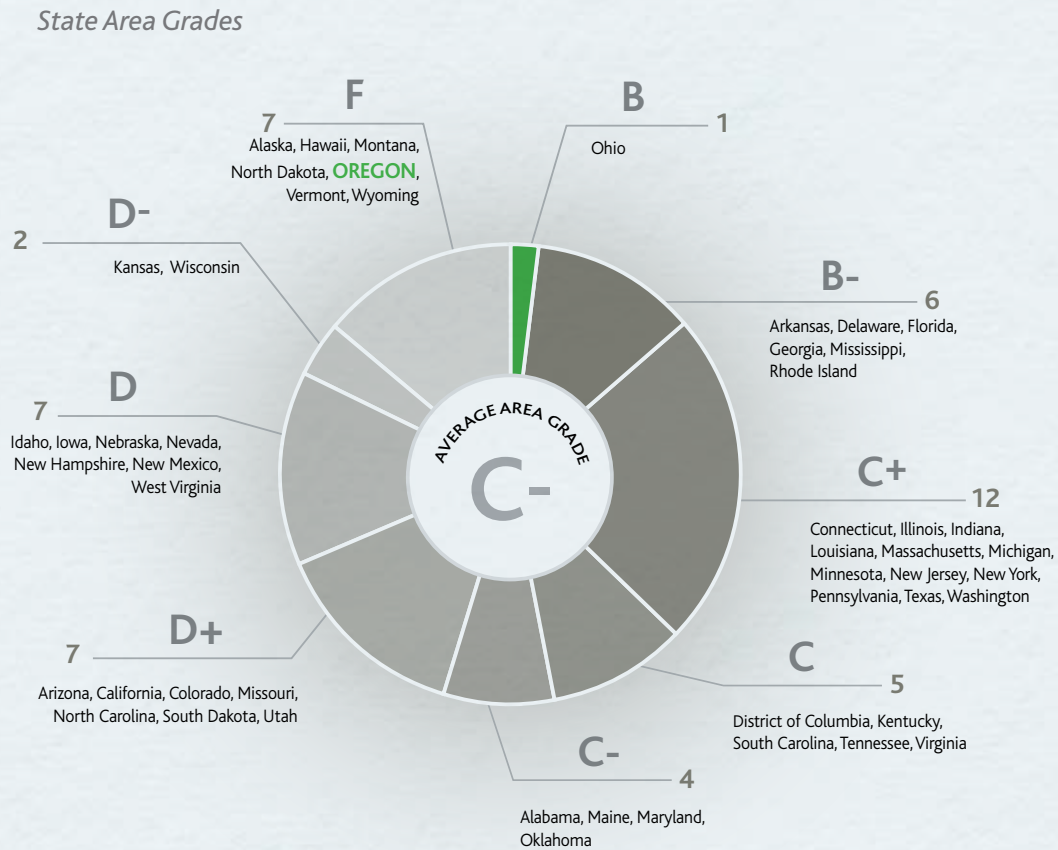 State Area Grades
F
7
Alaska, Hawaii, Montana,
North Dakota, OREGON,
Vermont, Wyoming
B
1
Ohio
D-
2
Kansas, Wisconsin
B-
6
Arkansas, Delaware, Florida,
Georgia, Mississippi,
Rhode Island
D
7
Idaho, Iowa, Nebraska, Nevada,
New Hampshire, New Mexico,
West Virginia
AVERAGE AREA GRADE
C-
C+
12
Connecticut, Illinois, Indiana,
Louisiana, Massachusetts, Michigan,
Minnesota, New Jersey, New York,
Pennsylvania, Texas, Washington
D+
7
Arizona, California, Colorado, Missouri,
North Carolina, South Dakota, Utah
C
5
District of Columbia, Kentucky,
South Carolina, Tennessee, Virginia
C-
4
Alabama, Maine, Maryland,
Oklahoma